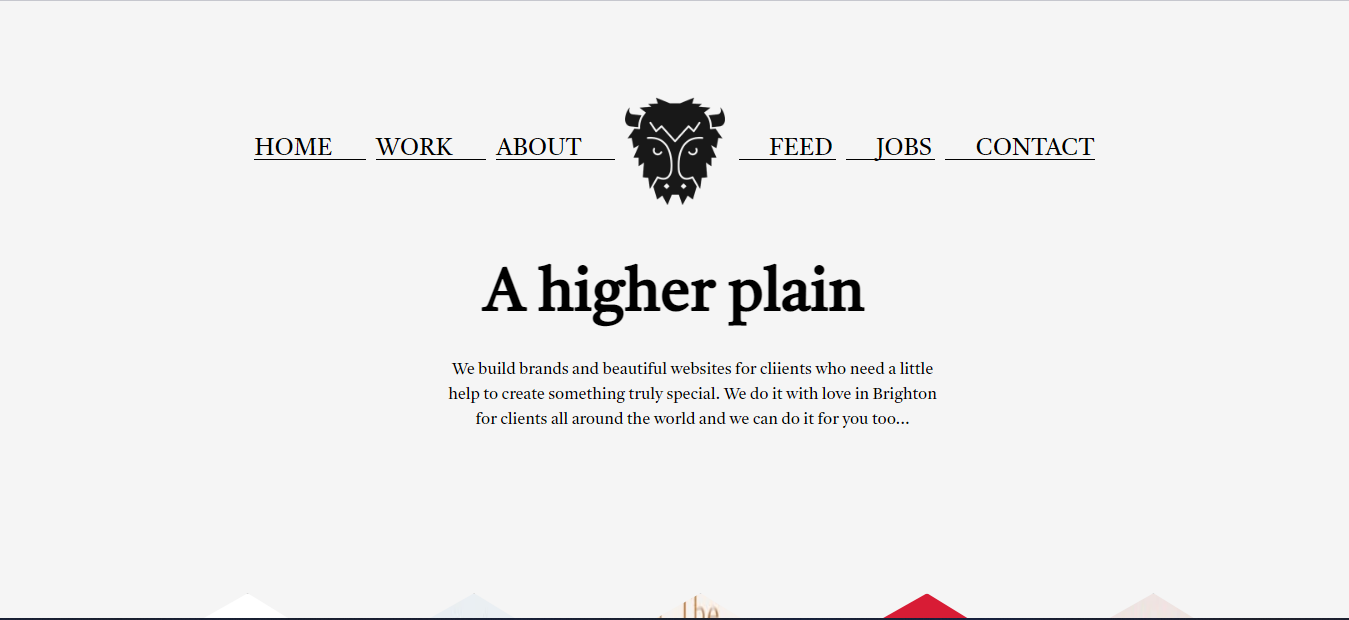 HOME WORK ABOUT FEED JOBS CONTACT
A higher plain
We build brands and beautiful websites for cliients who need a little
help to create something truly special. We do it with love in Brighton
for clients all around the world and we can do it for you too...
the